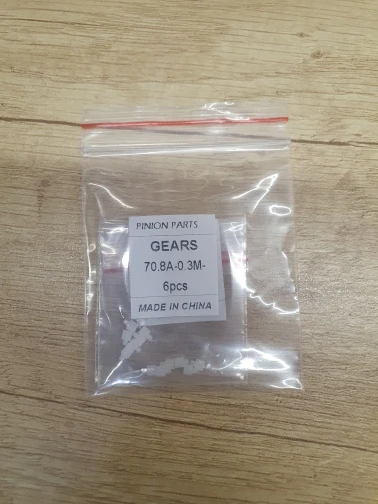 PINION PARTS
GEARS
70.8A-0.3M-
6pcs
MADE IN CHINA